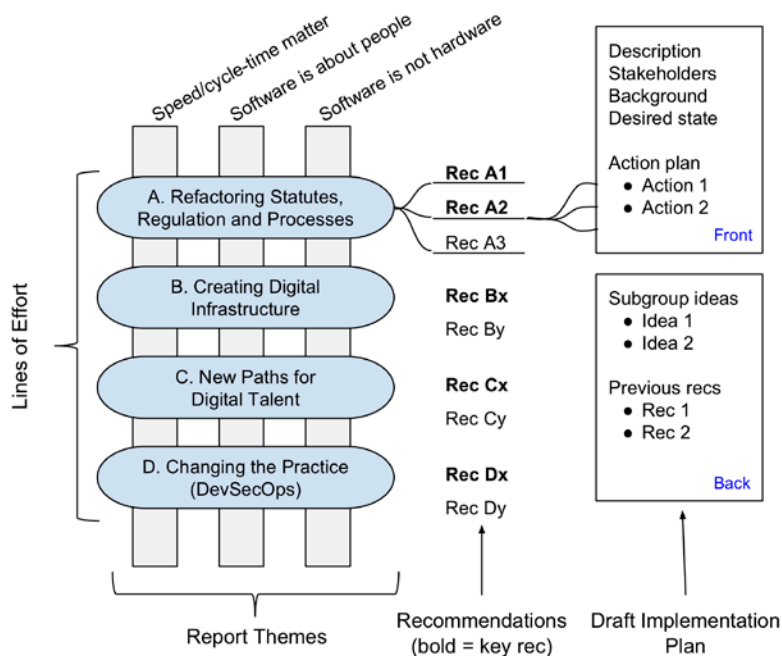 Speed/cycle-time matter
Software is about people
Software is not hardware
Lines of Effort
A. Refactoring Statutes,
Regulation and Processes
B. Creating Digital
Infrastructure
C. New Paths for
Digital Talent
D. Changing the Practice
(DevSecOps)
Report Themes
Rec A1
Rec A2
Rec A3
Rec Bx
Rec By
Rec Cx
Rec Cy
Rec Dx
Rec Dy
Recommendations
(bold = key rec)
Description
Stakeholders
Background
Desired state
Action plan
● Action 1
● Action 2
Front
Subgroup ideas
● Idea 1
● Idea 2
Previous recs
● Rec 1
● Rec 2
Back
Draft Implementation
Plan